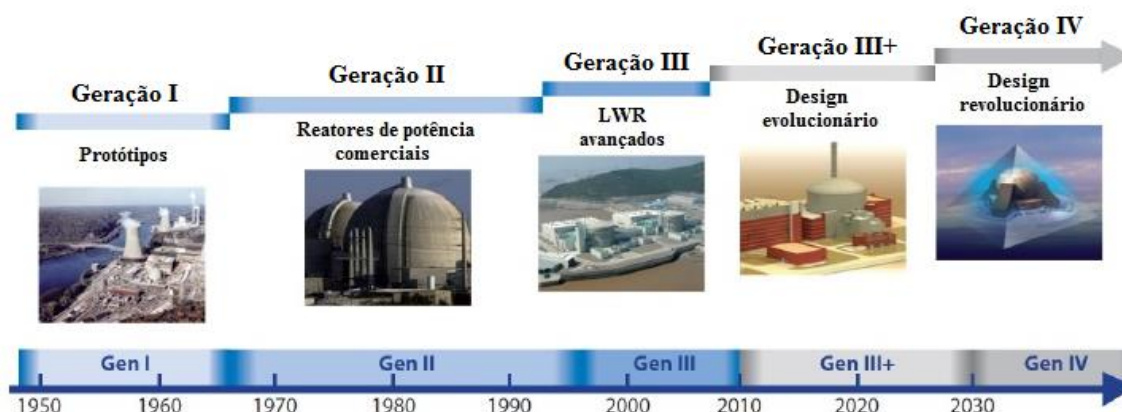 Geração I
Protótipos
Geração II
Reatores de potência
comerciais
Geração III
LWR
avançados
Geração III+
Design
evolucionário
Geração IV
Design
revolucionário
Gen I
Gen II
Gen III
Gen III+
Gen IV
1950
1960
1970
1980
1990
2000
2010
2020
2030